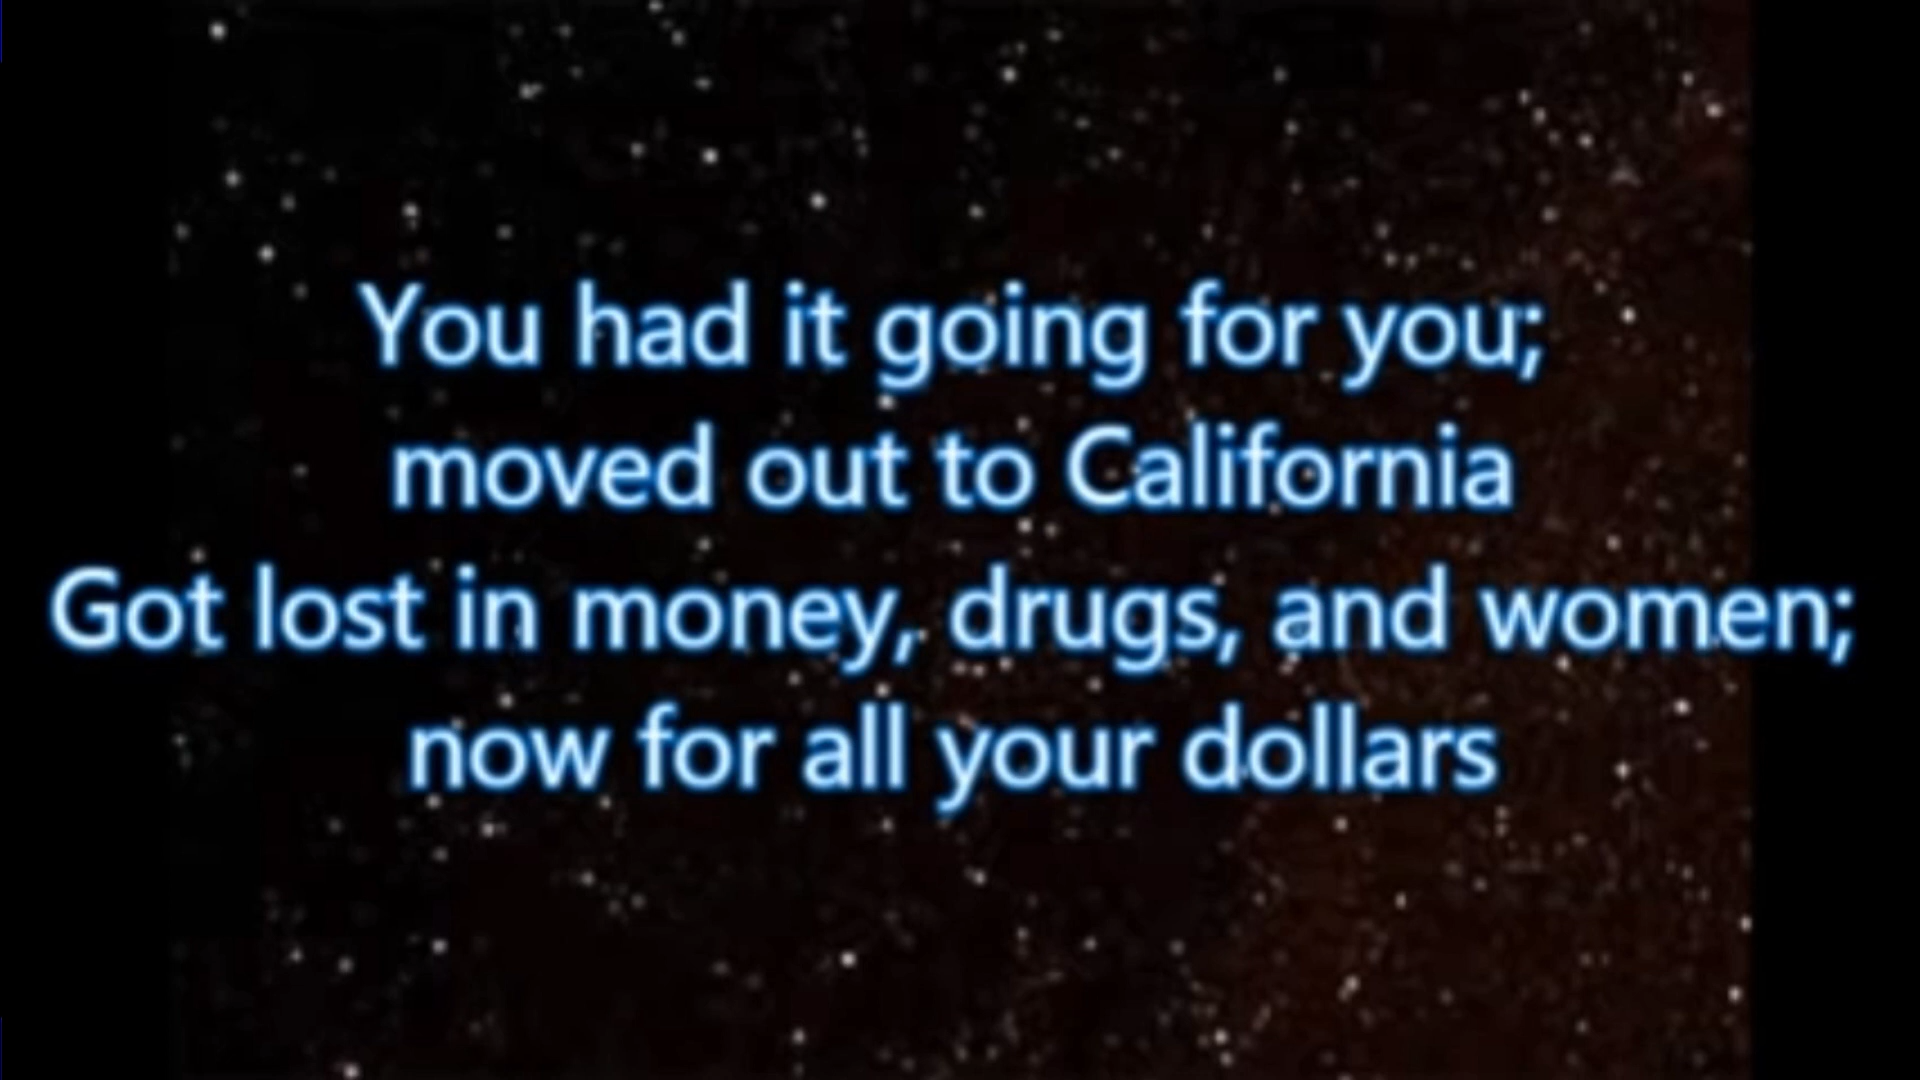 You had it going for you;
moved out to California
Got lost in money, drugs, and women;
now for all your dollars